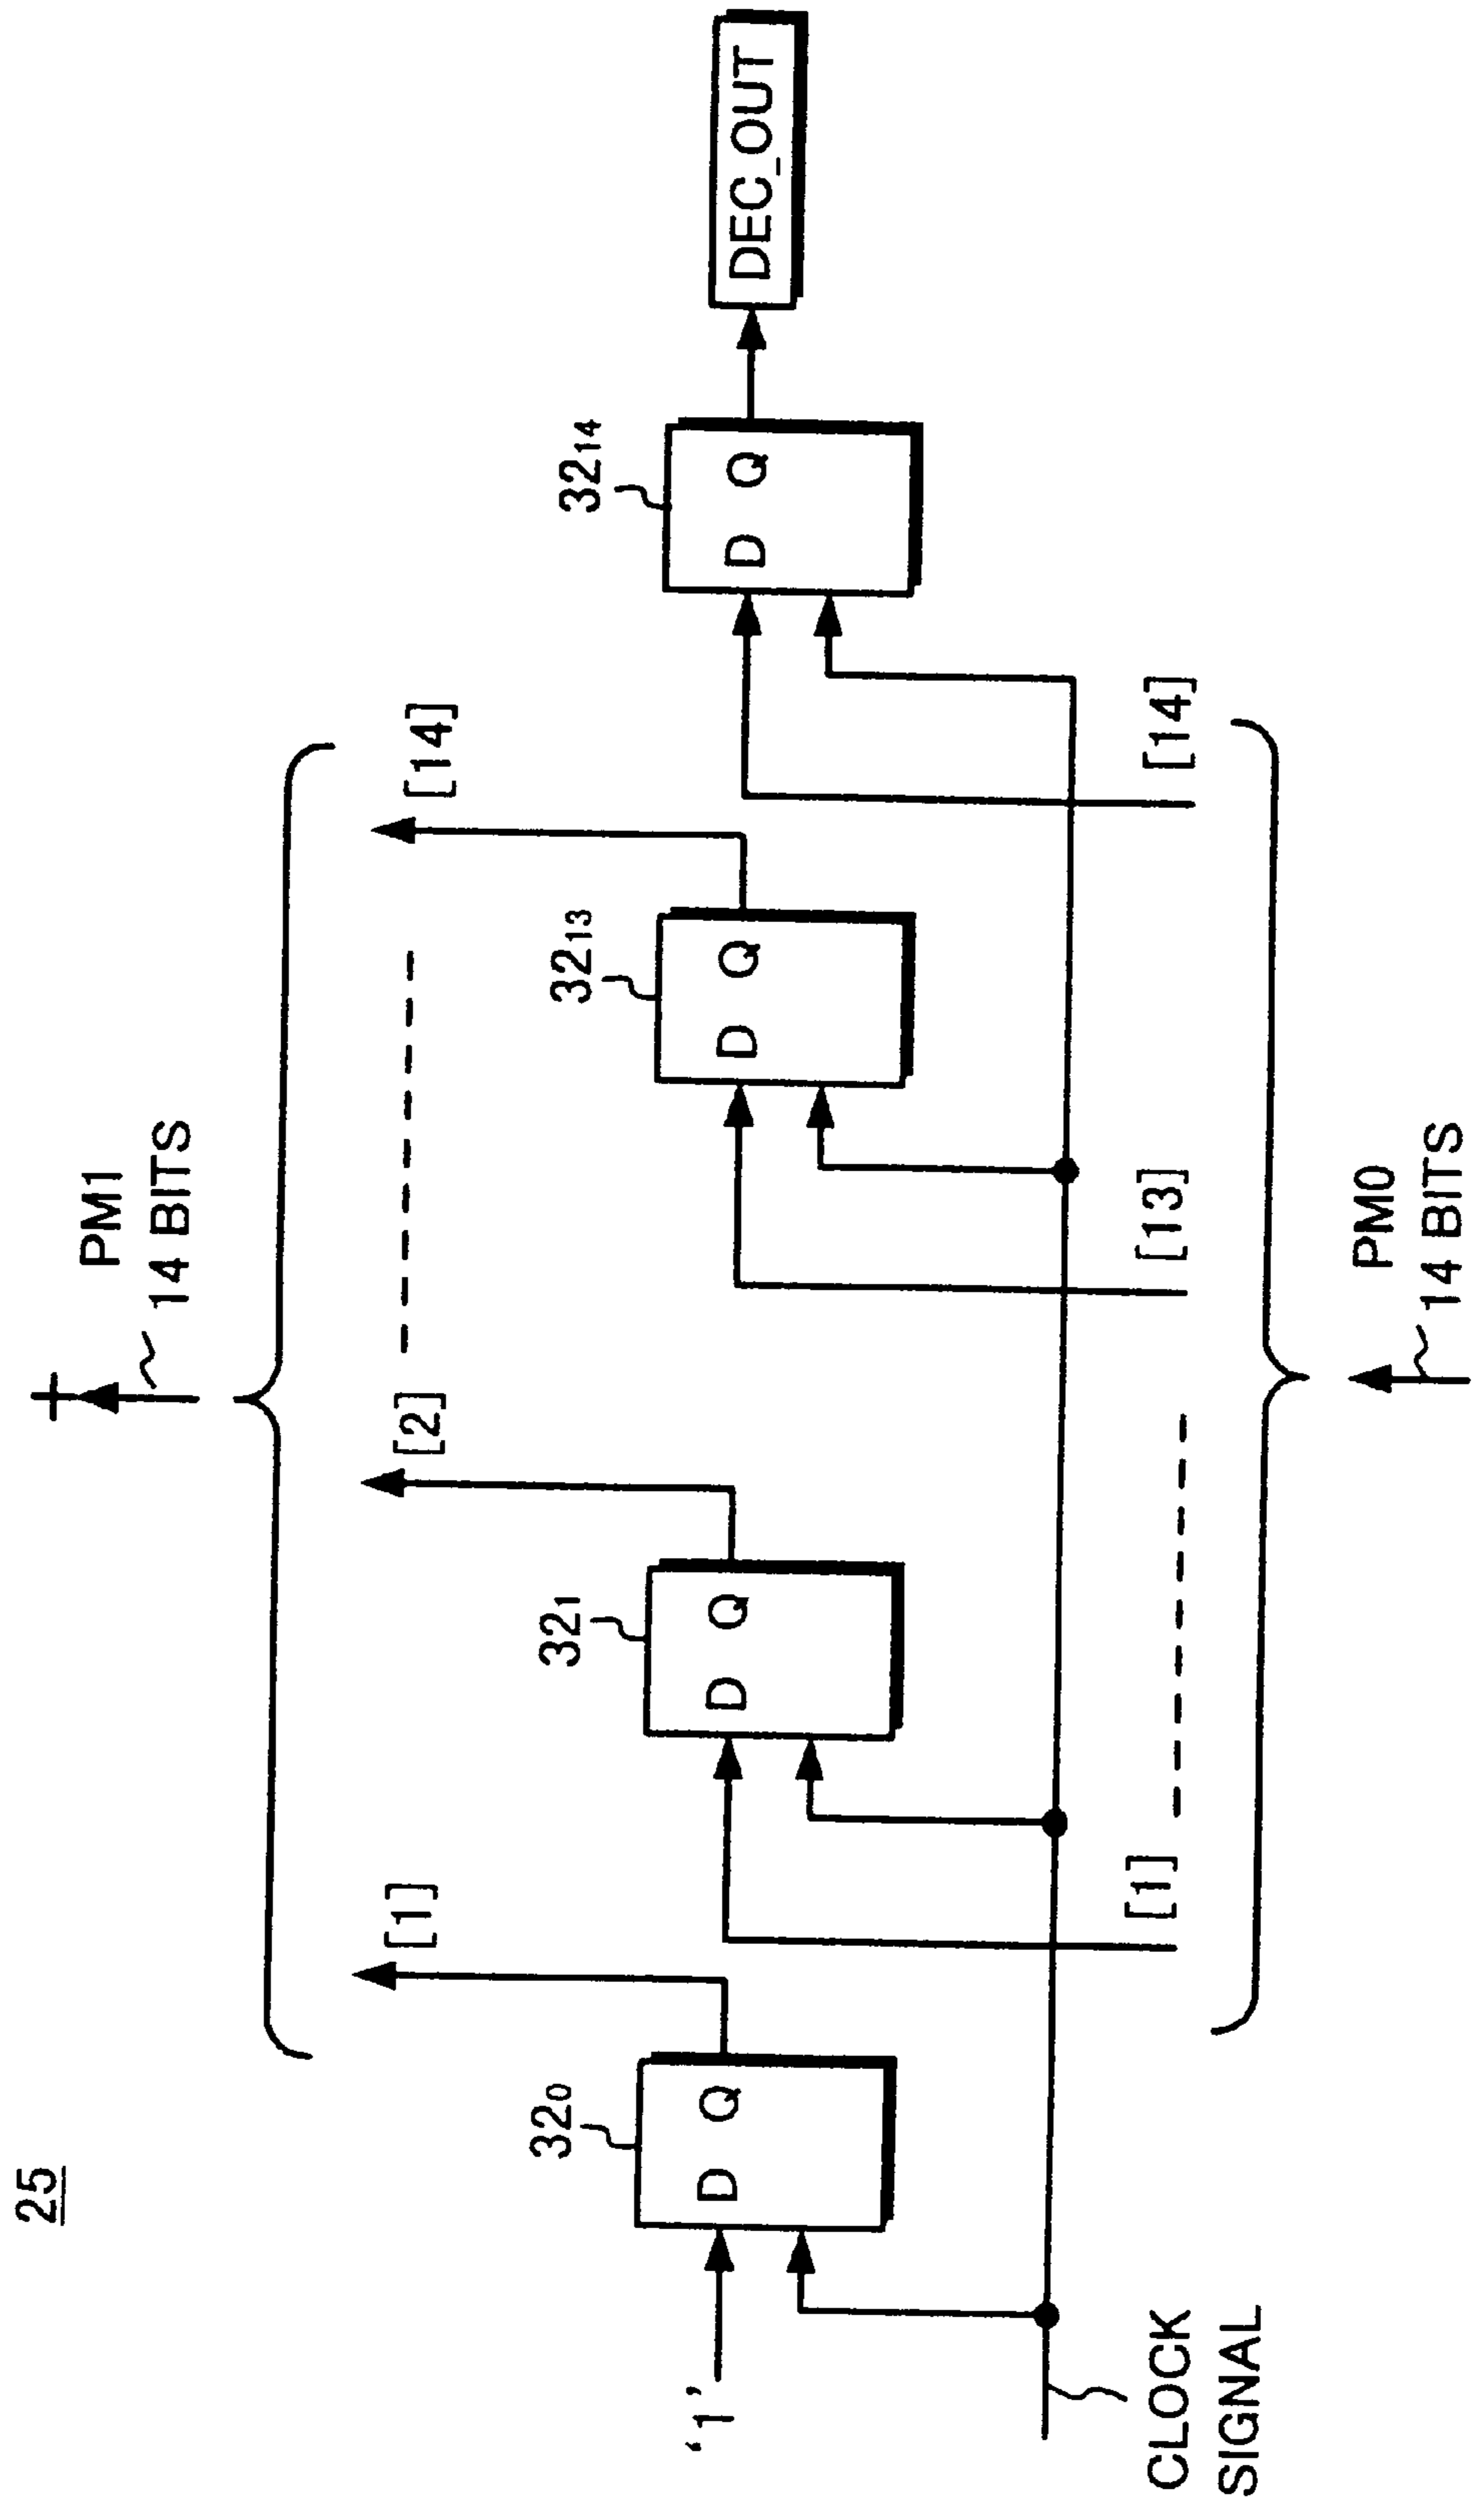 25
PM1
14 BITS
[1]
[2]
[14]
32₀
32₁
32₁₃
32₁₄
‘1’
D Q
D Q
D Q
D Q
DEC_OUT
[1]
[13]
[14]
CLOCK
SIGNAL
PM0
14 BITS